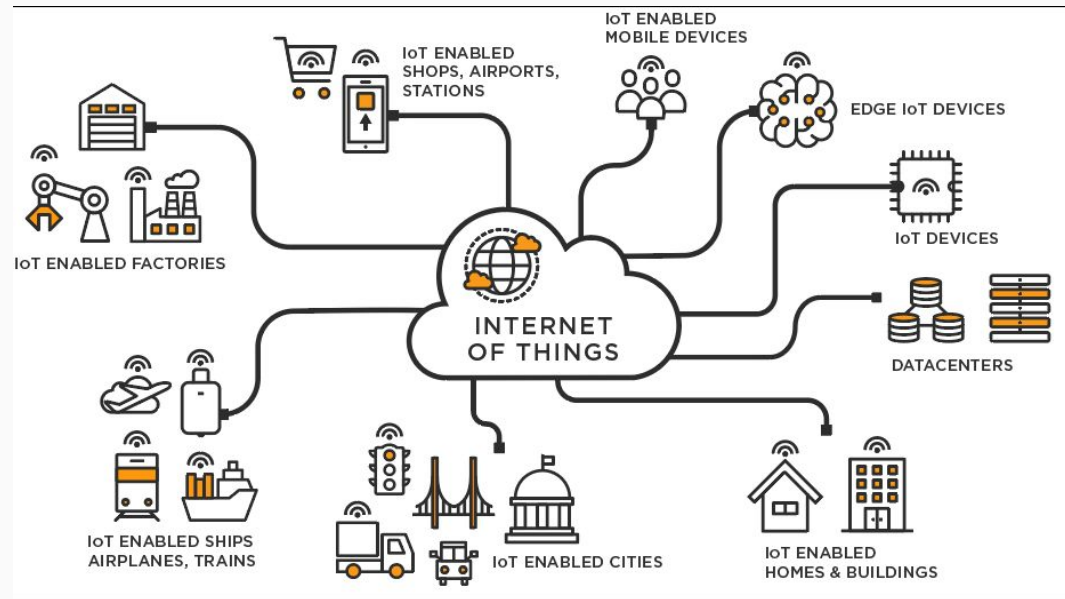 IoT ENABLED
MOBILE DEVICES
IoT ENABLED
SHOPS, AIRPORTS,
STATIONS
EDGE IoT DEVICES
IoT DEVICES
IoT ENABLED FACTORIES
INTERNET
OF THINGS
DATACENTERS
IoT ENABLED SHIPS
AIRPLANES, TRAINS
IoT ENABLED CITIES
IoT ENABLED
HOMES & BUILDINGS